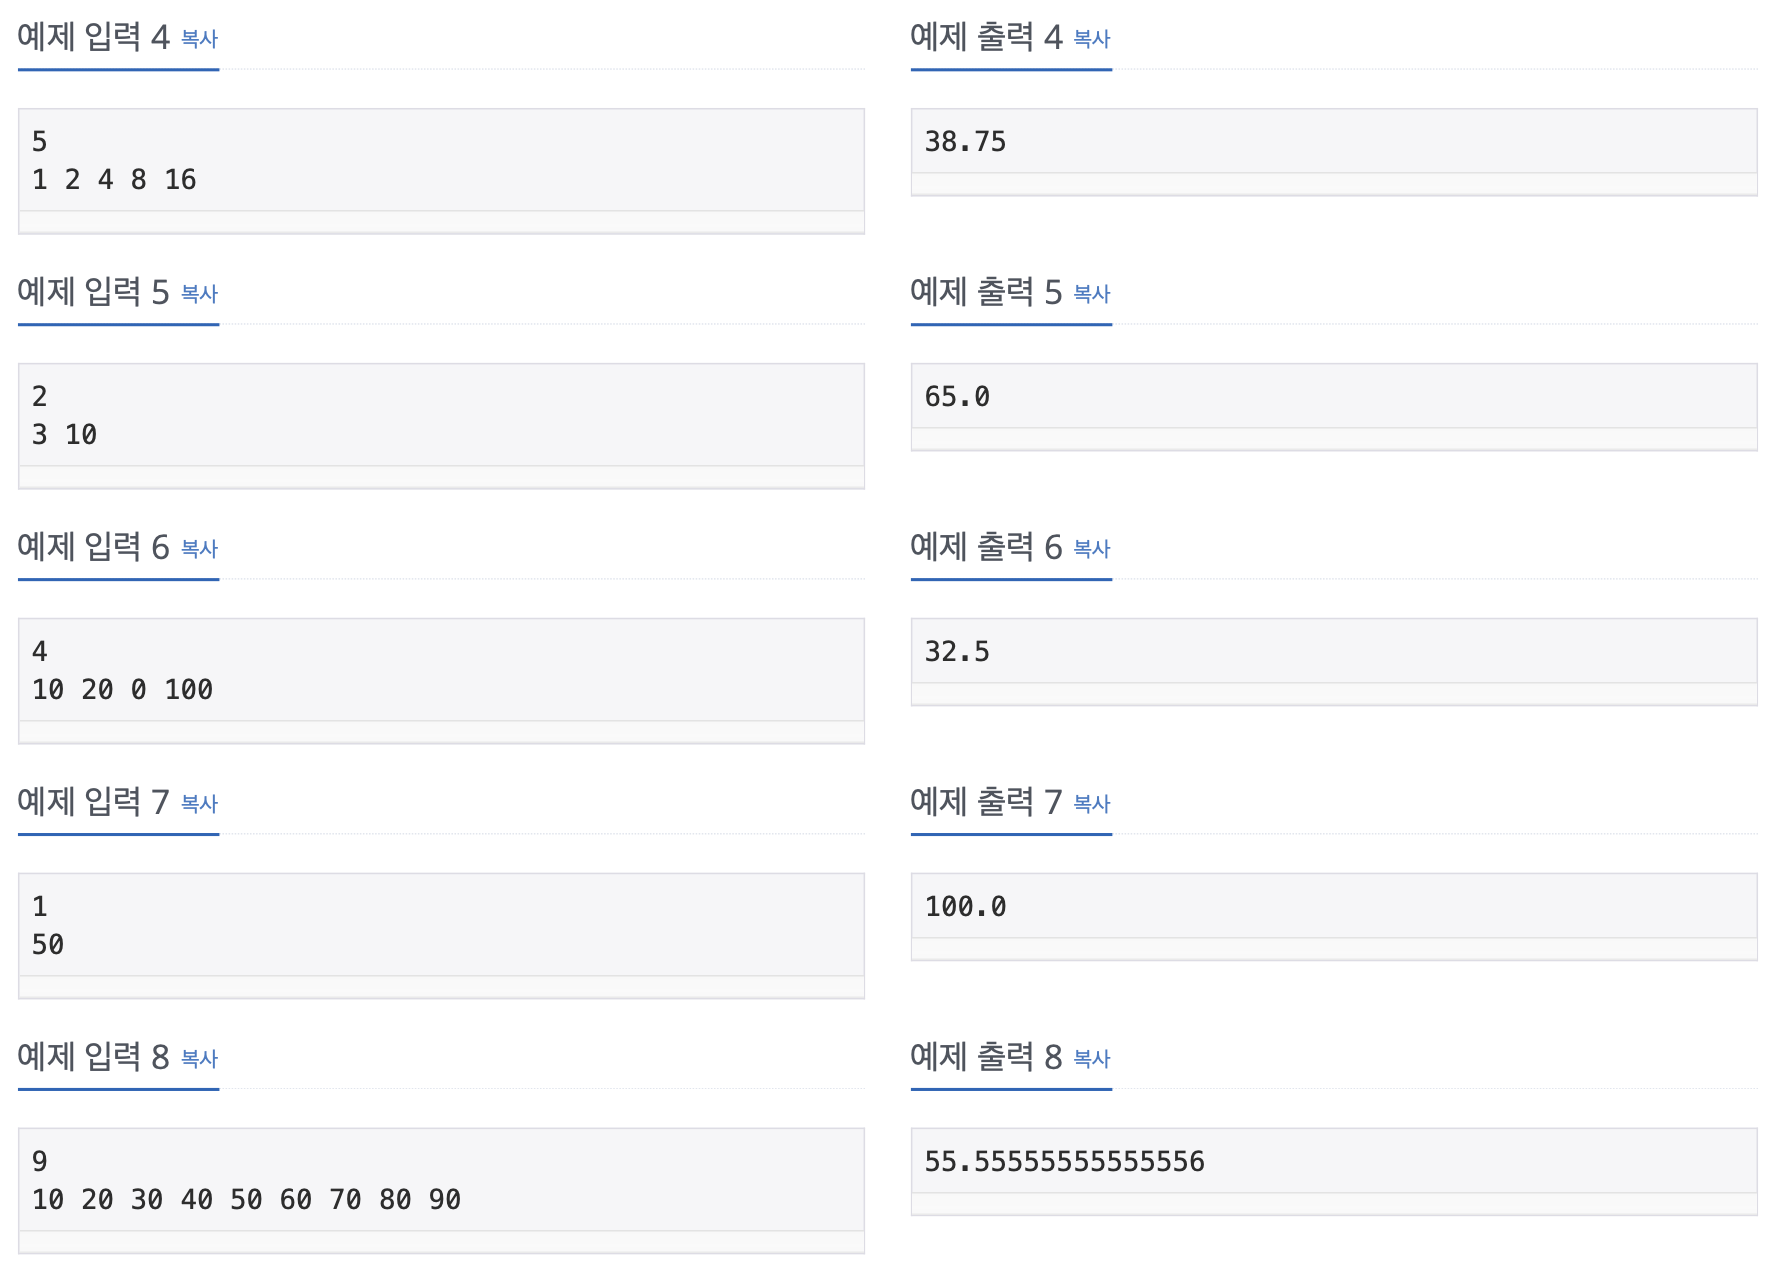 예제 입력 4 복사
5
1 2 4 8 16
예제 출력 4 복사
38.75
예제 입력 5 복사
2
3 10
예제 출력 5 복사
65.0
예제 입력 6 복사
4
10 20 0 100
예제 출력 6 복사
32.5
예제 입력 7 복사
1
50
예제 출력 7 복사
100.0
예제 입력 8 복사
9
10 20 30 40 50 60 70 80 90
예제 출력 8 복사
55.55555555555556